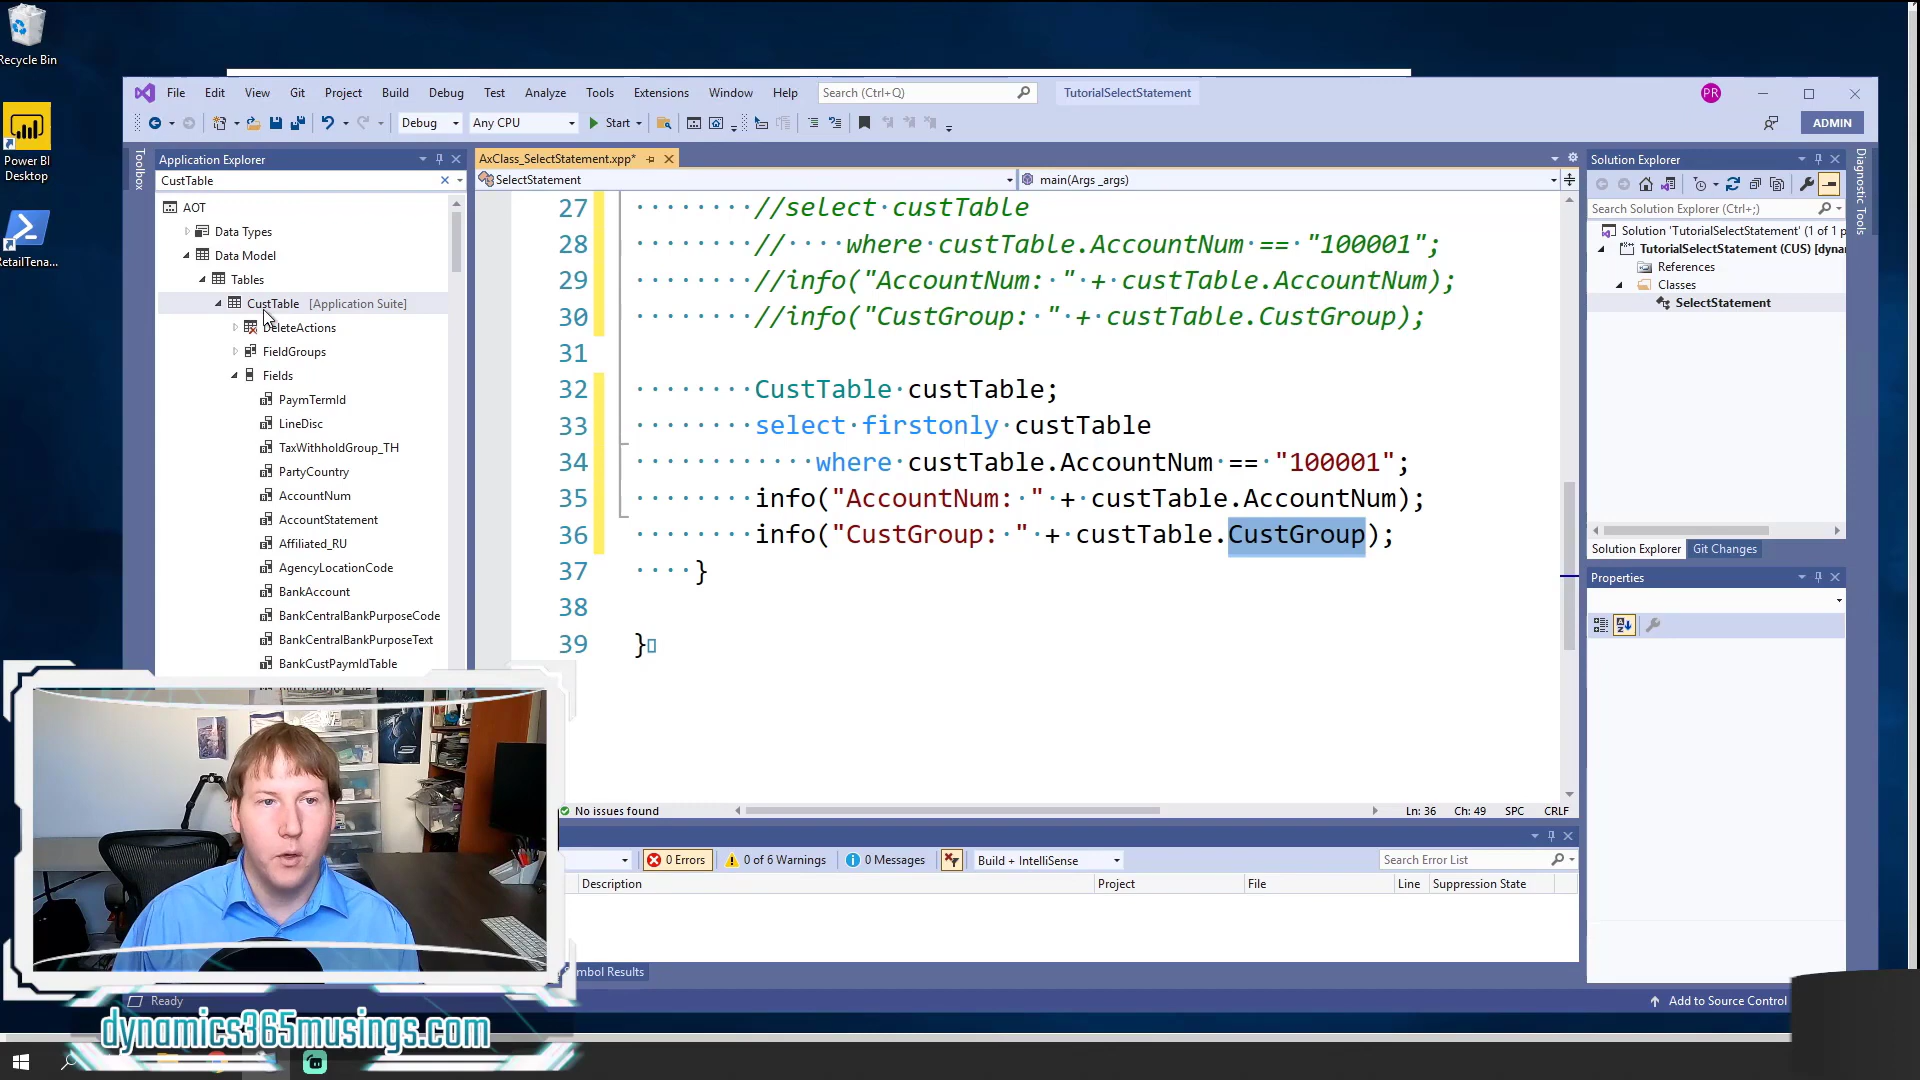 Recycle Bin
Power BI
Desktop
RetailTena...
File Edit View Git Project Build Debug Test Analyze Tools Extensions Window Help Search (Ctrl+Q) TutorialSelectStatement PR
Debug Any CPU Start ADMIN
Toolbox
Application Explorer
CustTable
AOT
Data Types
Data Model
Tables
CustTable [Application Suite]
DeleteActions
FieldGroups
Fields
PaymTermId
LineDisc
TaxWithholdGroup_TH
PartyCountry
AccountNum
AccountStatement
Affiliated_RU
AgencyLocationCode
BankAccount
BankCentralBankPurposeCode
BankCentralBankPurposeText
BankCustPaymIdTable
AxClass_SelectStatement.xpp*
SelectStatement main(Args _args)
27 //select custTable
28 // where custTable.AccountNum == "100001";
29 //info("AccountNum: " + custTable.AccountNum);
30 //info("CustGroup: " + custTable.CustGroup);
31
32 CustTable custTable;
33 select firstonly custTable
34 where custTable.AccountNum == "100001";
35 info("AccountNum: " + custTable.AccountNum);
36 info("CustGroup: " + custTable.CustGroup);
37 }
38
39 }
No issues found Ln: 36 Ch: 49 SPC CRLF
0 Errors 0 of 6 Warnings 0 Messages Build + IntelliSense Search Error List
Description Project File Line Suppression State
mbol Results
Solution Explorer
Search Solution Explorer (Ctrl+;)
Solution 'TutorialSelectStatement' (1 of 1 p
TutorialSelectStatement (CUS) [dyna
References
Classes
SelectStatement
Solution Explorer Git Changes
Properties
Diagnostic Tools
Ready
Add to Source Control
dynamics365musings.com